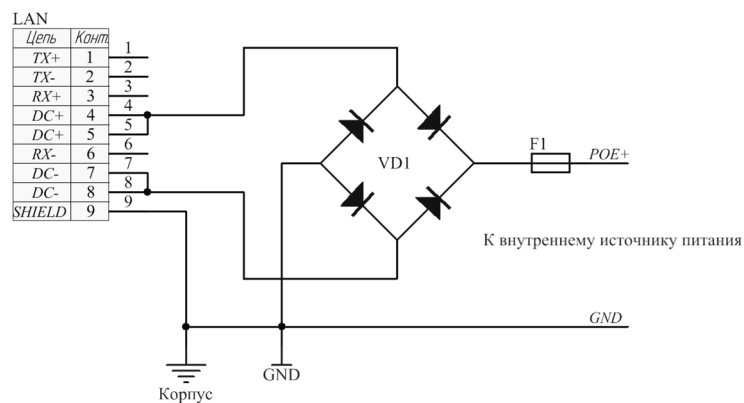 LAN
Цепь Конт.
TX+ 1 1
TX- 2 2
RX+ 3 3
DC+ 4 4
DC+ 5 5
RX- 6 6
DC- 7 7
DC- 8 8
SHIELD 9 9
VD1
F1
POE+
К внутреннему источнику питания
GND
GND
Корпус